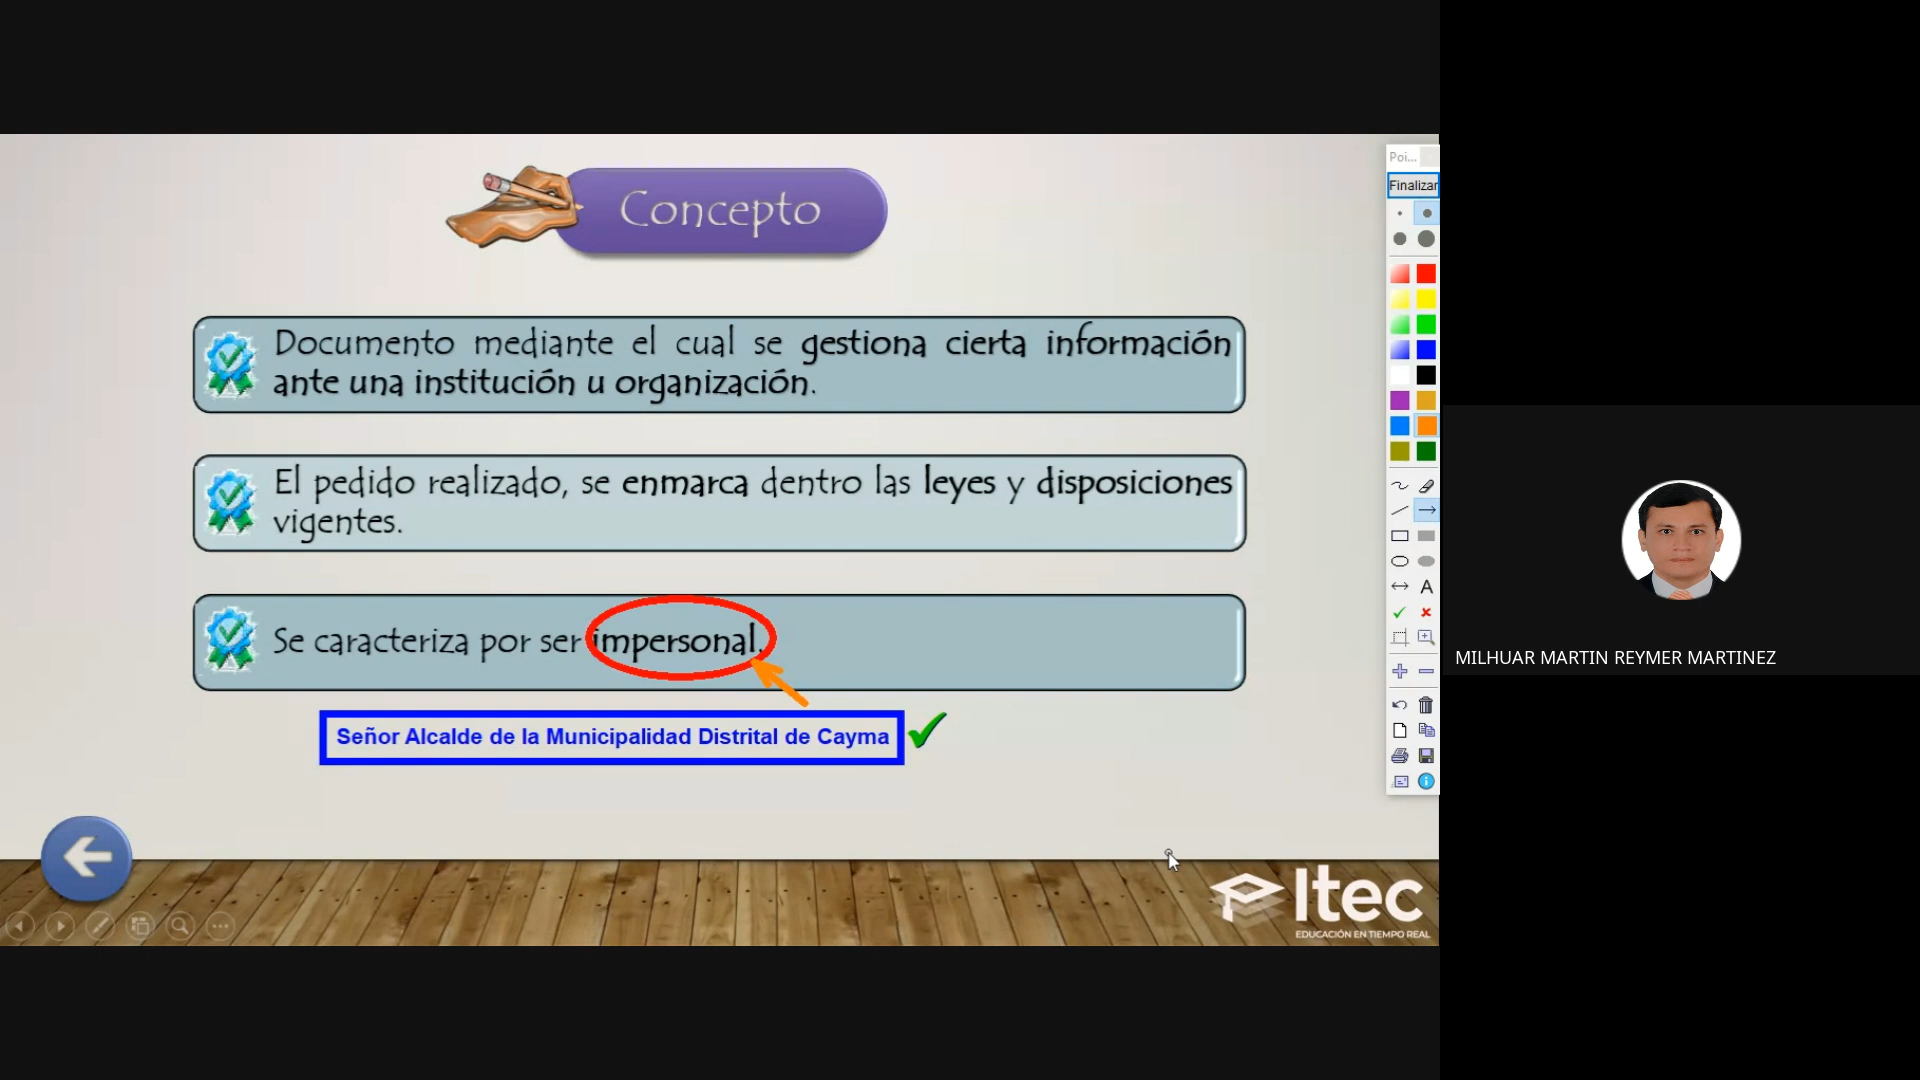 Concepto
Documento mediante el cual se gestiona cierta información
ante una institución u organización.
El pedido realizado, se enmarca dentro las leyes y disposiciones
vigentes.
Se caracteriza por ser impersonal.
Señor Alcalde de la Municipalidad Distrital de Cayma
Itec
EDUCACIÓN EN TIEMPO REAL
Poi...
Finalizar
A
MILHUAR MARTIN REYMER MARTINEZ